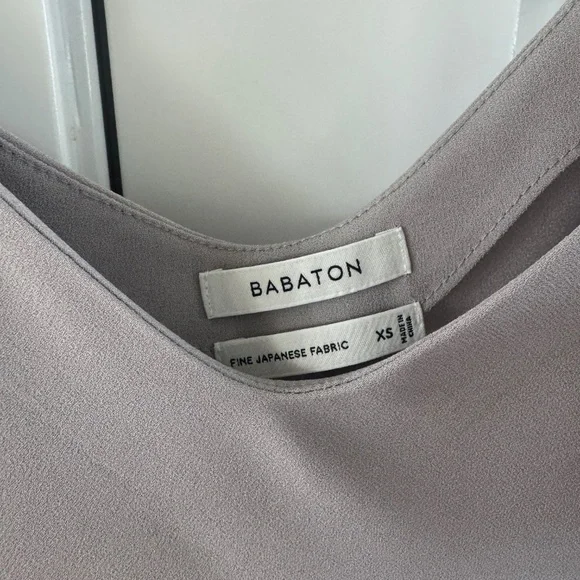 BABATON
FINE JAPANESE FABRIC XS
MADE IN
CHINA